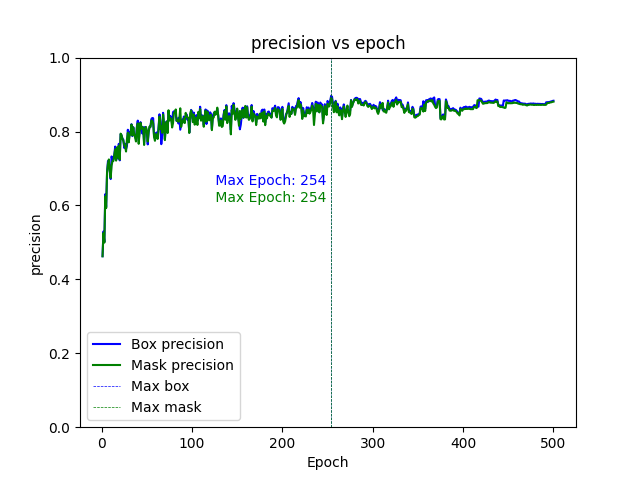 precision vs epoch
1.0
0.8
0.6
0.4
0.2
0.0
precision
Max Epoch: 254
Max Epoch: 254
Box precision
Mask precision
Max box
Max mask
0 100 200 300 400 500
Epoch